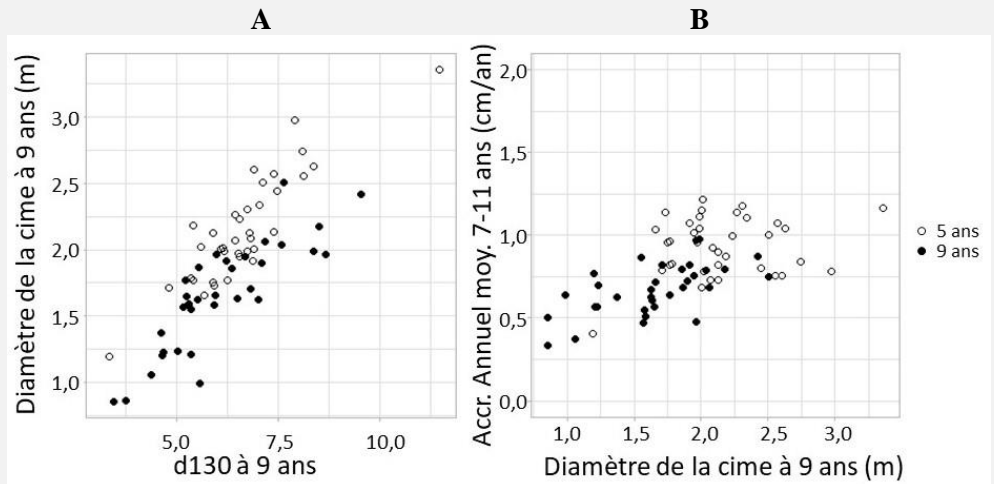 A
B
Diamètre de la cime à 9 ans (m)
3,0
2,5
2,0
1,5
1,0
5,0
7,5
10,0
d130 à 9 ans
Accr. Annuel moy. 7-11 ans (cm/an)
2,0
1,5
1,0
0,5
0,0
1,0
1,5
2,0
2,5
3,0
Diamètre de la cime à 9 ans (m)
5 ans
9 ans